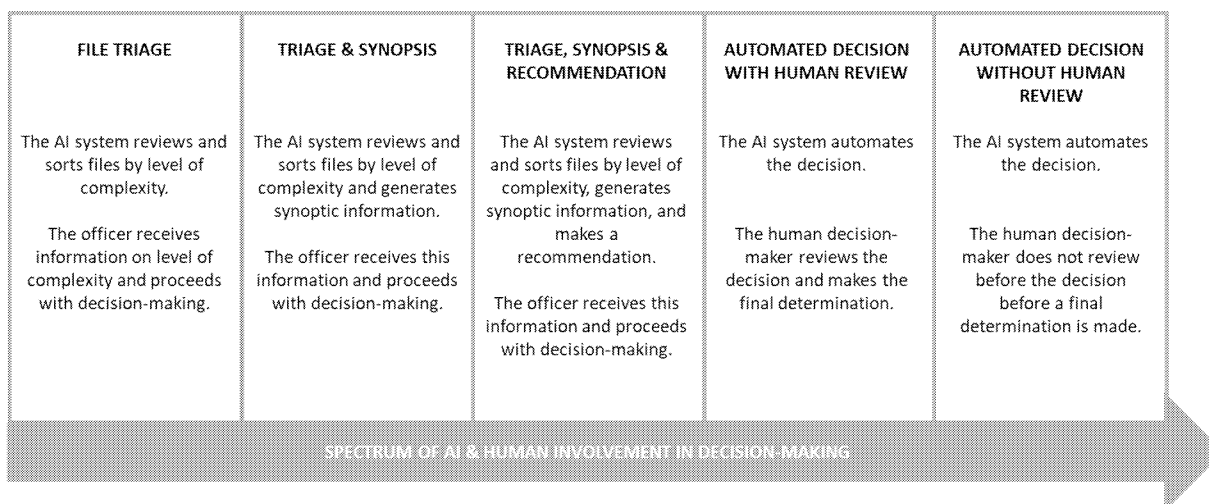 FILE TRIAGE
The AI system reviews and
sorts files by level of
complexity.
The officer receives
information on level of
complexity and proceeds
with decision-making.
TRIAGE & SYNOPSIS
The AI system reviews and
sorts files by level of
complexity and generates
synoptic information.
The officer receives this
information and proceeds
with decision-making.
TRIAGE, SYNOPSIS &
RECOMMENDATION
The AI system reviews
and sorts files by level of
complexity, generates
synoptic information, and
makes a
recommendation.
The officer receives this
information and proceeds
with decision-making.
AUTOMATED DECISION
WITH HUMAN REVIEW
The AI system automates
the decision.
The human decision-
maker reviews the
decision and makes the
final determination.
AUTOMATED DECISION
WITHOUT HUMAN
REVIEW
The AI system automates
the decision.
The human decision-
maker does not review
before the decision
before a final
determination is made.
SPECTRUM OF AI & HUMAN INVOLVEMENT IN DECISION-MAKING